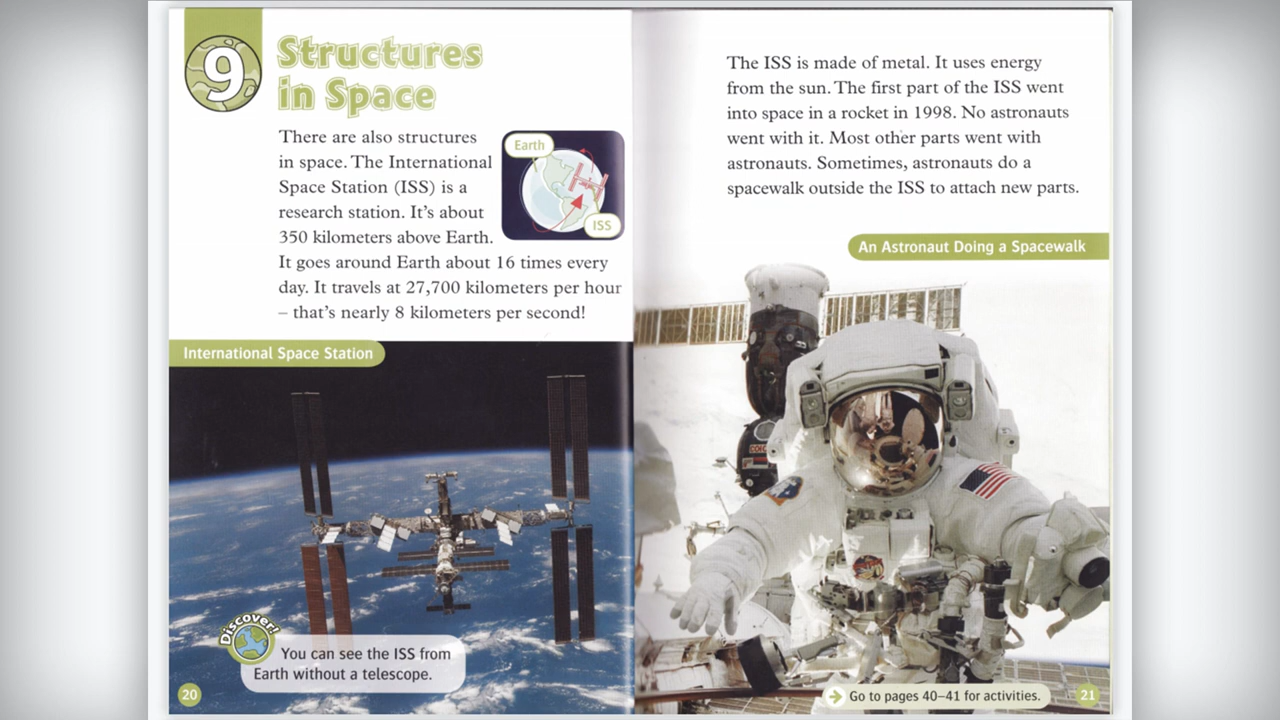 9
Structures
in Space
There are also structures
in space. The International
Space Station (ISS) is a
research station. It’s about
350 kilometers above Earth.
It goes around Earth about 16 times every
day. It travels at 27,700 kilometers per hour
– that’s nearly 8 kilometers per second!
Earth
ISS
International Space Station
Discover!
You can see the ISS from
Earth without a telescope.
20
The ISS is made of metal. It uses energy
from the sun. The first part of the ISS went
into space in a rocket in 1998. No astronauts
went with it. Most other parts went with
astronauts. Sometimes, astronauts do a
spacewalk outside the ISS to attach new parts.
An Astronaut Doing a Spacewalk
Go to pages 40–41 for activities.
21